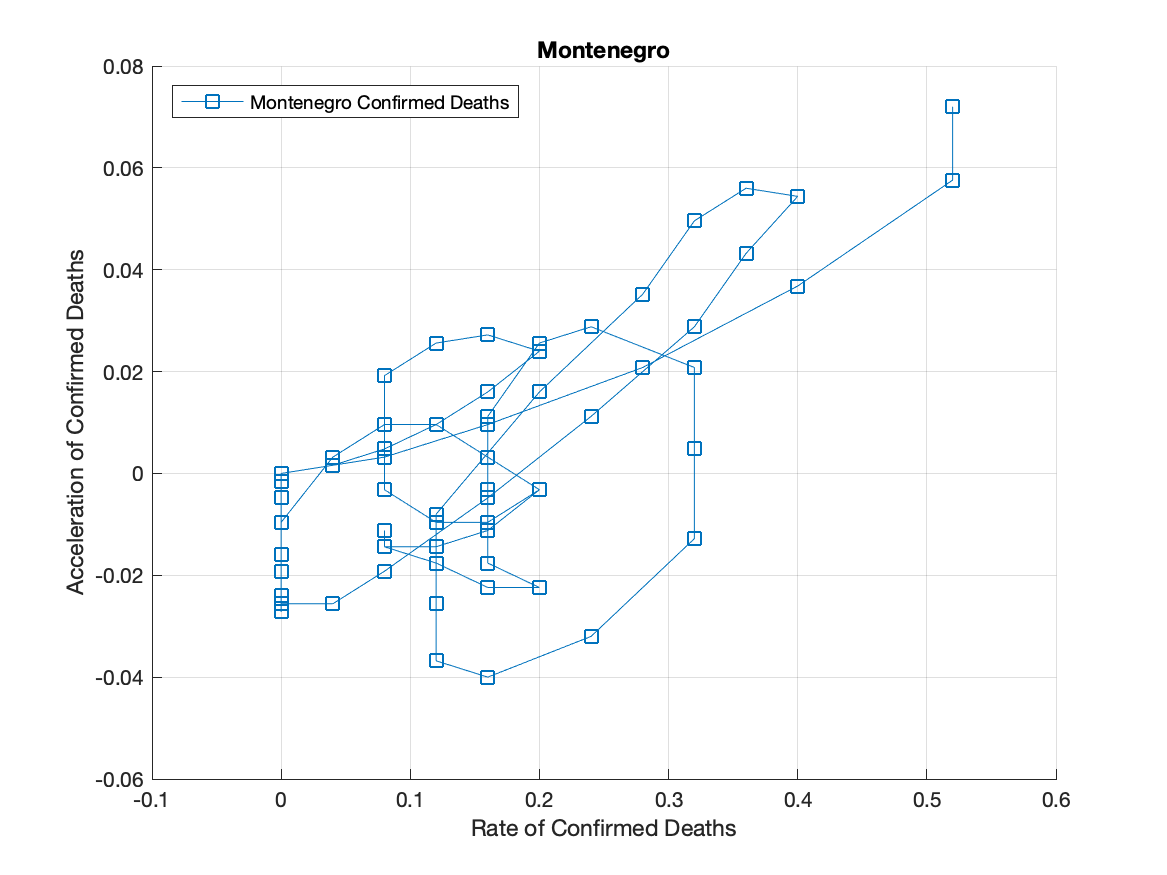 Montenegro
0.08
0.06
0.04
0.02
0
-0.02
-0.04
-0.06
Acceleration of Confirmed Deaths
Montenegro Confirmed Deaths
-0.1 0 0.1 0.2 0.3 0.4 0.5 0.6
Rate of Confirmed Deaths